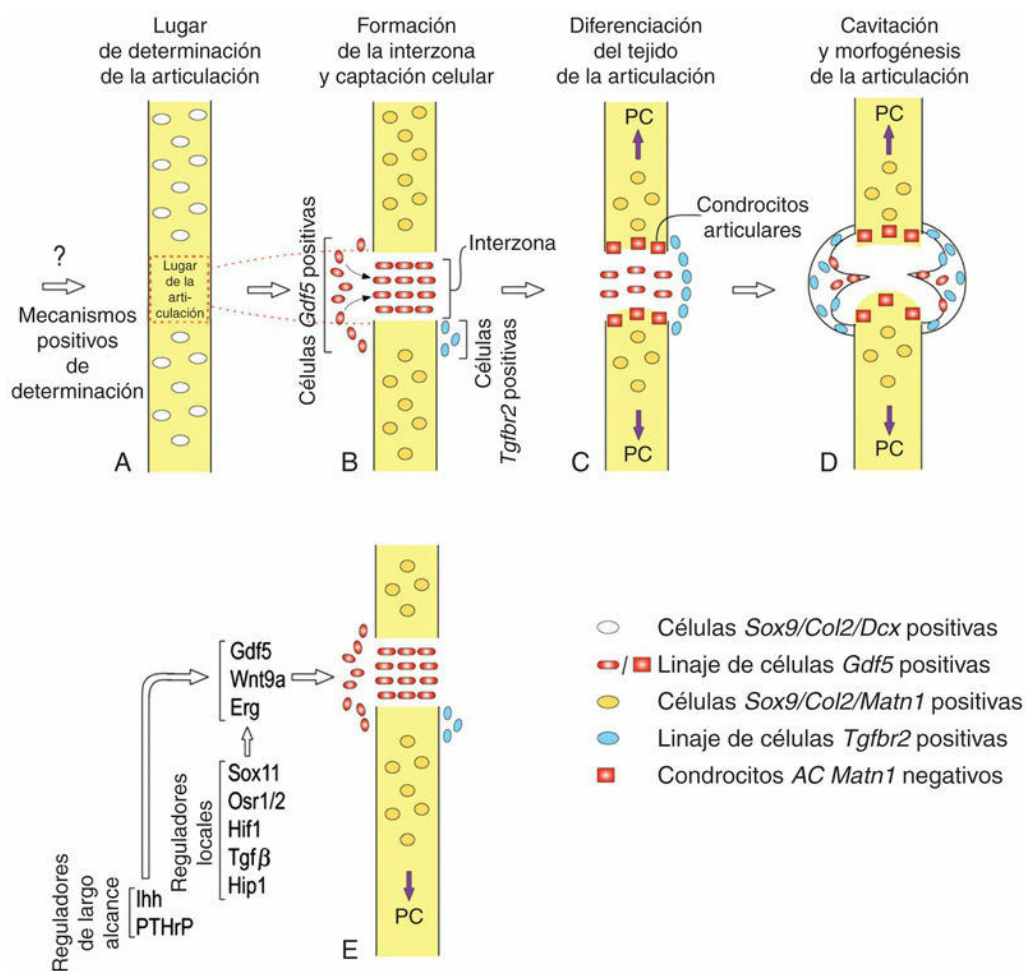 Lugar
de determinación
de la articulación
Formación
de la interzona
y captación celular
Diferenciación
del tejido
de la articulación
Cavitación
y morfogénesis
de la articulación
?
Mecanismos
positivos
de
determinación
Lugar
de la
arti-
culación
A
Células Gdf5 positivas
Interzona
Células
Tgfbr2 positivas
B
PC
Condrocitos
articulares
PC
C
PC
PC
D
Reguladores
de largo
alcance
Ihh
PTHrP
Gdf5
Wnt9a
Erg
Reguladores
locales
Sox11
Osr1/2
Hif1
Tgfβ
Hip1
PC
E
Células Sox9/Col2/Dcx positivas
/ Linaje de células Gdf5 positivas
Células Sox9/Col2/Matn1 positivas
Linaje de células Tgfbr2 positivas
Condrocitos AC Matn1 negativos